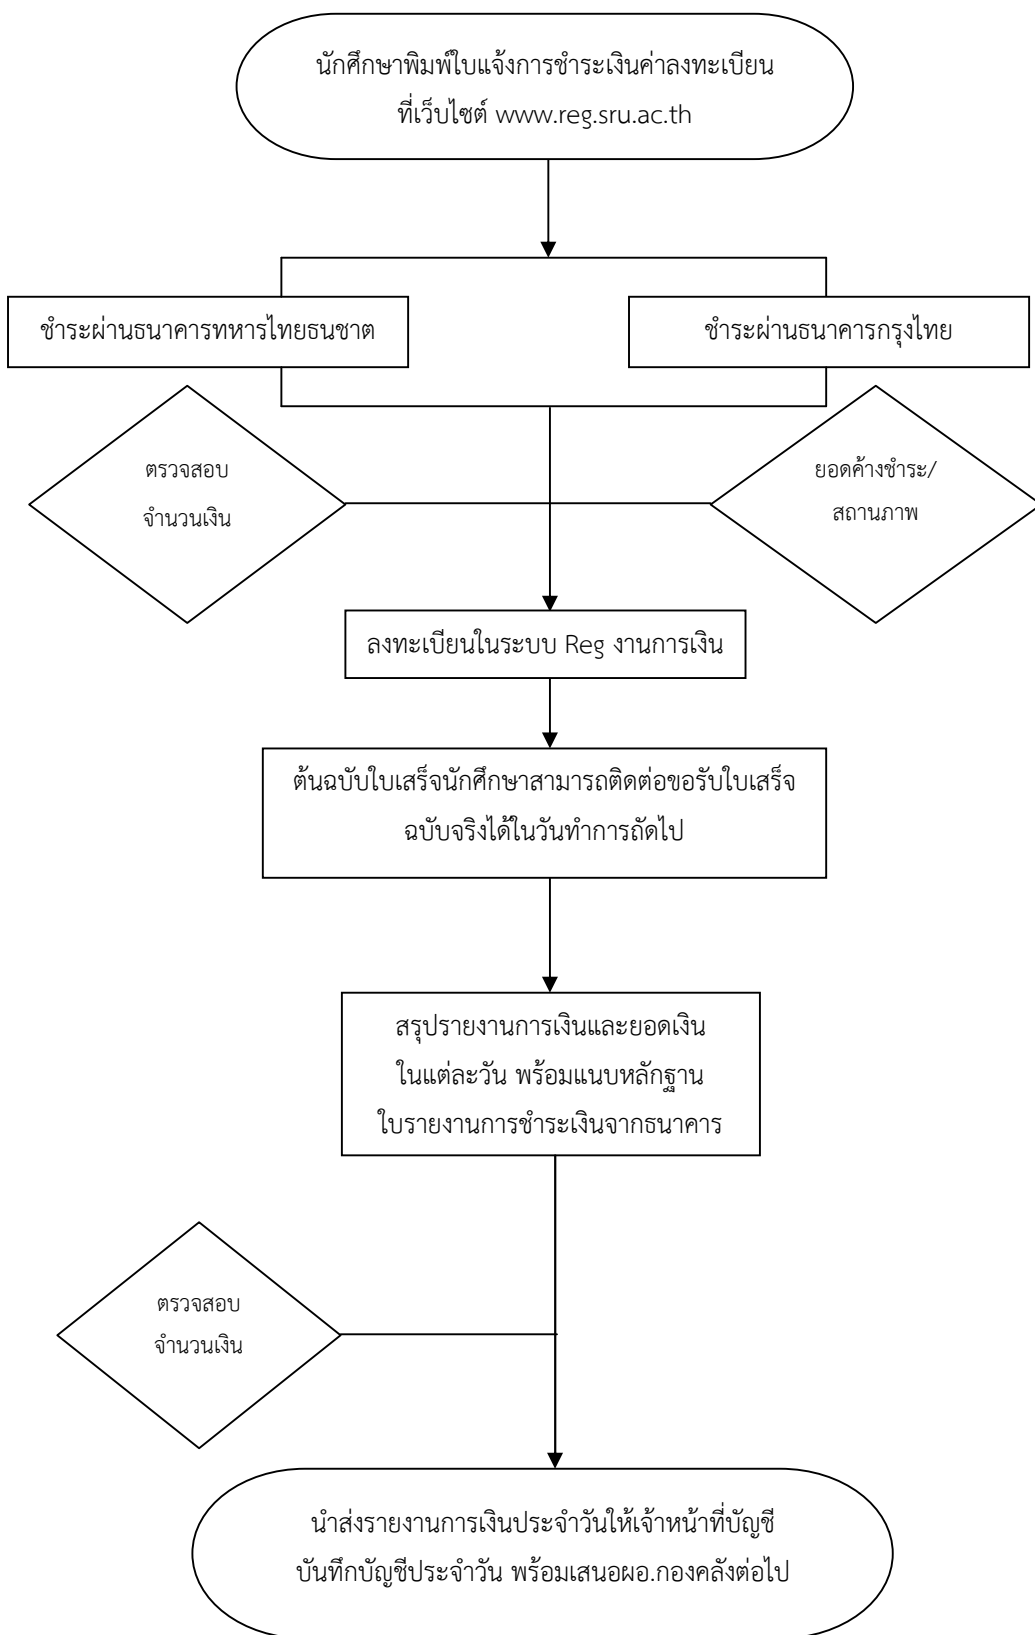 นักศึกษาพิมพ์ใบแจ้งการชำระเงินค่าลงทะเบียน
ที่เว็บไซต์ www.reg.sru.ac.th
ชำระผ่านธนาคารทหารไทยธนชาต
ชำระผ่านธนาคารกรุงไทย
ตรวจสอบ
จำนวนเงิน
ยอดค้างชำระ/
สถานภาพ
ลงทะเบียนในระบบ Reg งานการเงิน
ต้นฉบับใบเสร็จนักศึกษาสามารถติดต่อขอรับใบเสร็จ
ฉบับจริงได้ในวันทำการถัดไป
สรุปรายงานการเงินและยอดเงิน
ในแต่ละวัน พร้อมแนบหลักฐาน
ใบรายงานการชำระเงินจากธนาคาร
ตรวจสอบ
จำนวนเงิน
นำส่งรายงานการเงินประจำวันให้เจ้าหน้าที่บัญชี
บันทึกบัญชีประจำวัน พร้อมเสนอผอ.กองคลังต่อไป